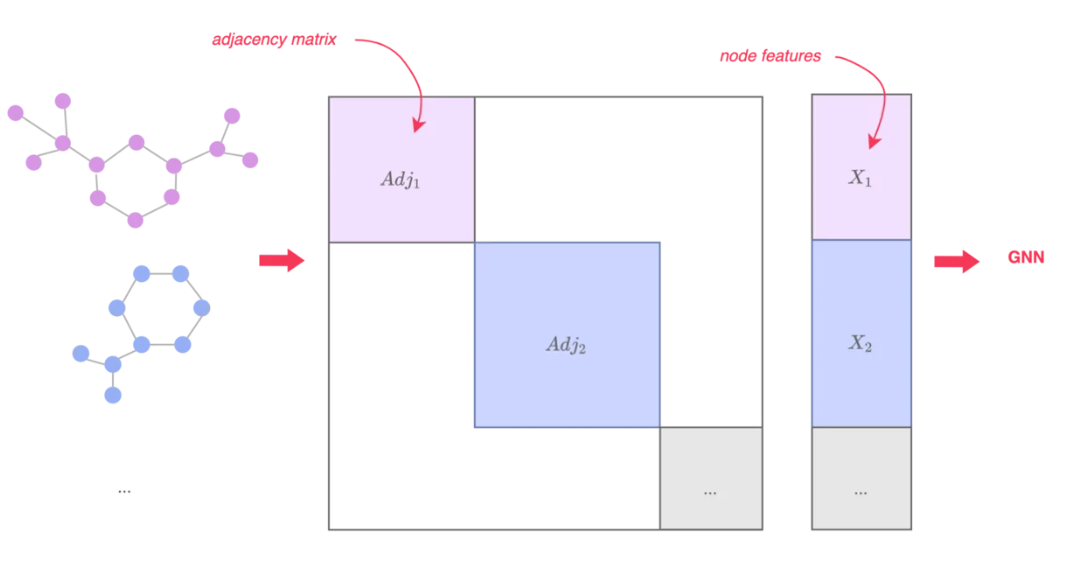 adjacency matrix
node features
Adj₁
X₁
GNN
Adj₂
X₂
...
...
...